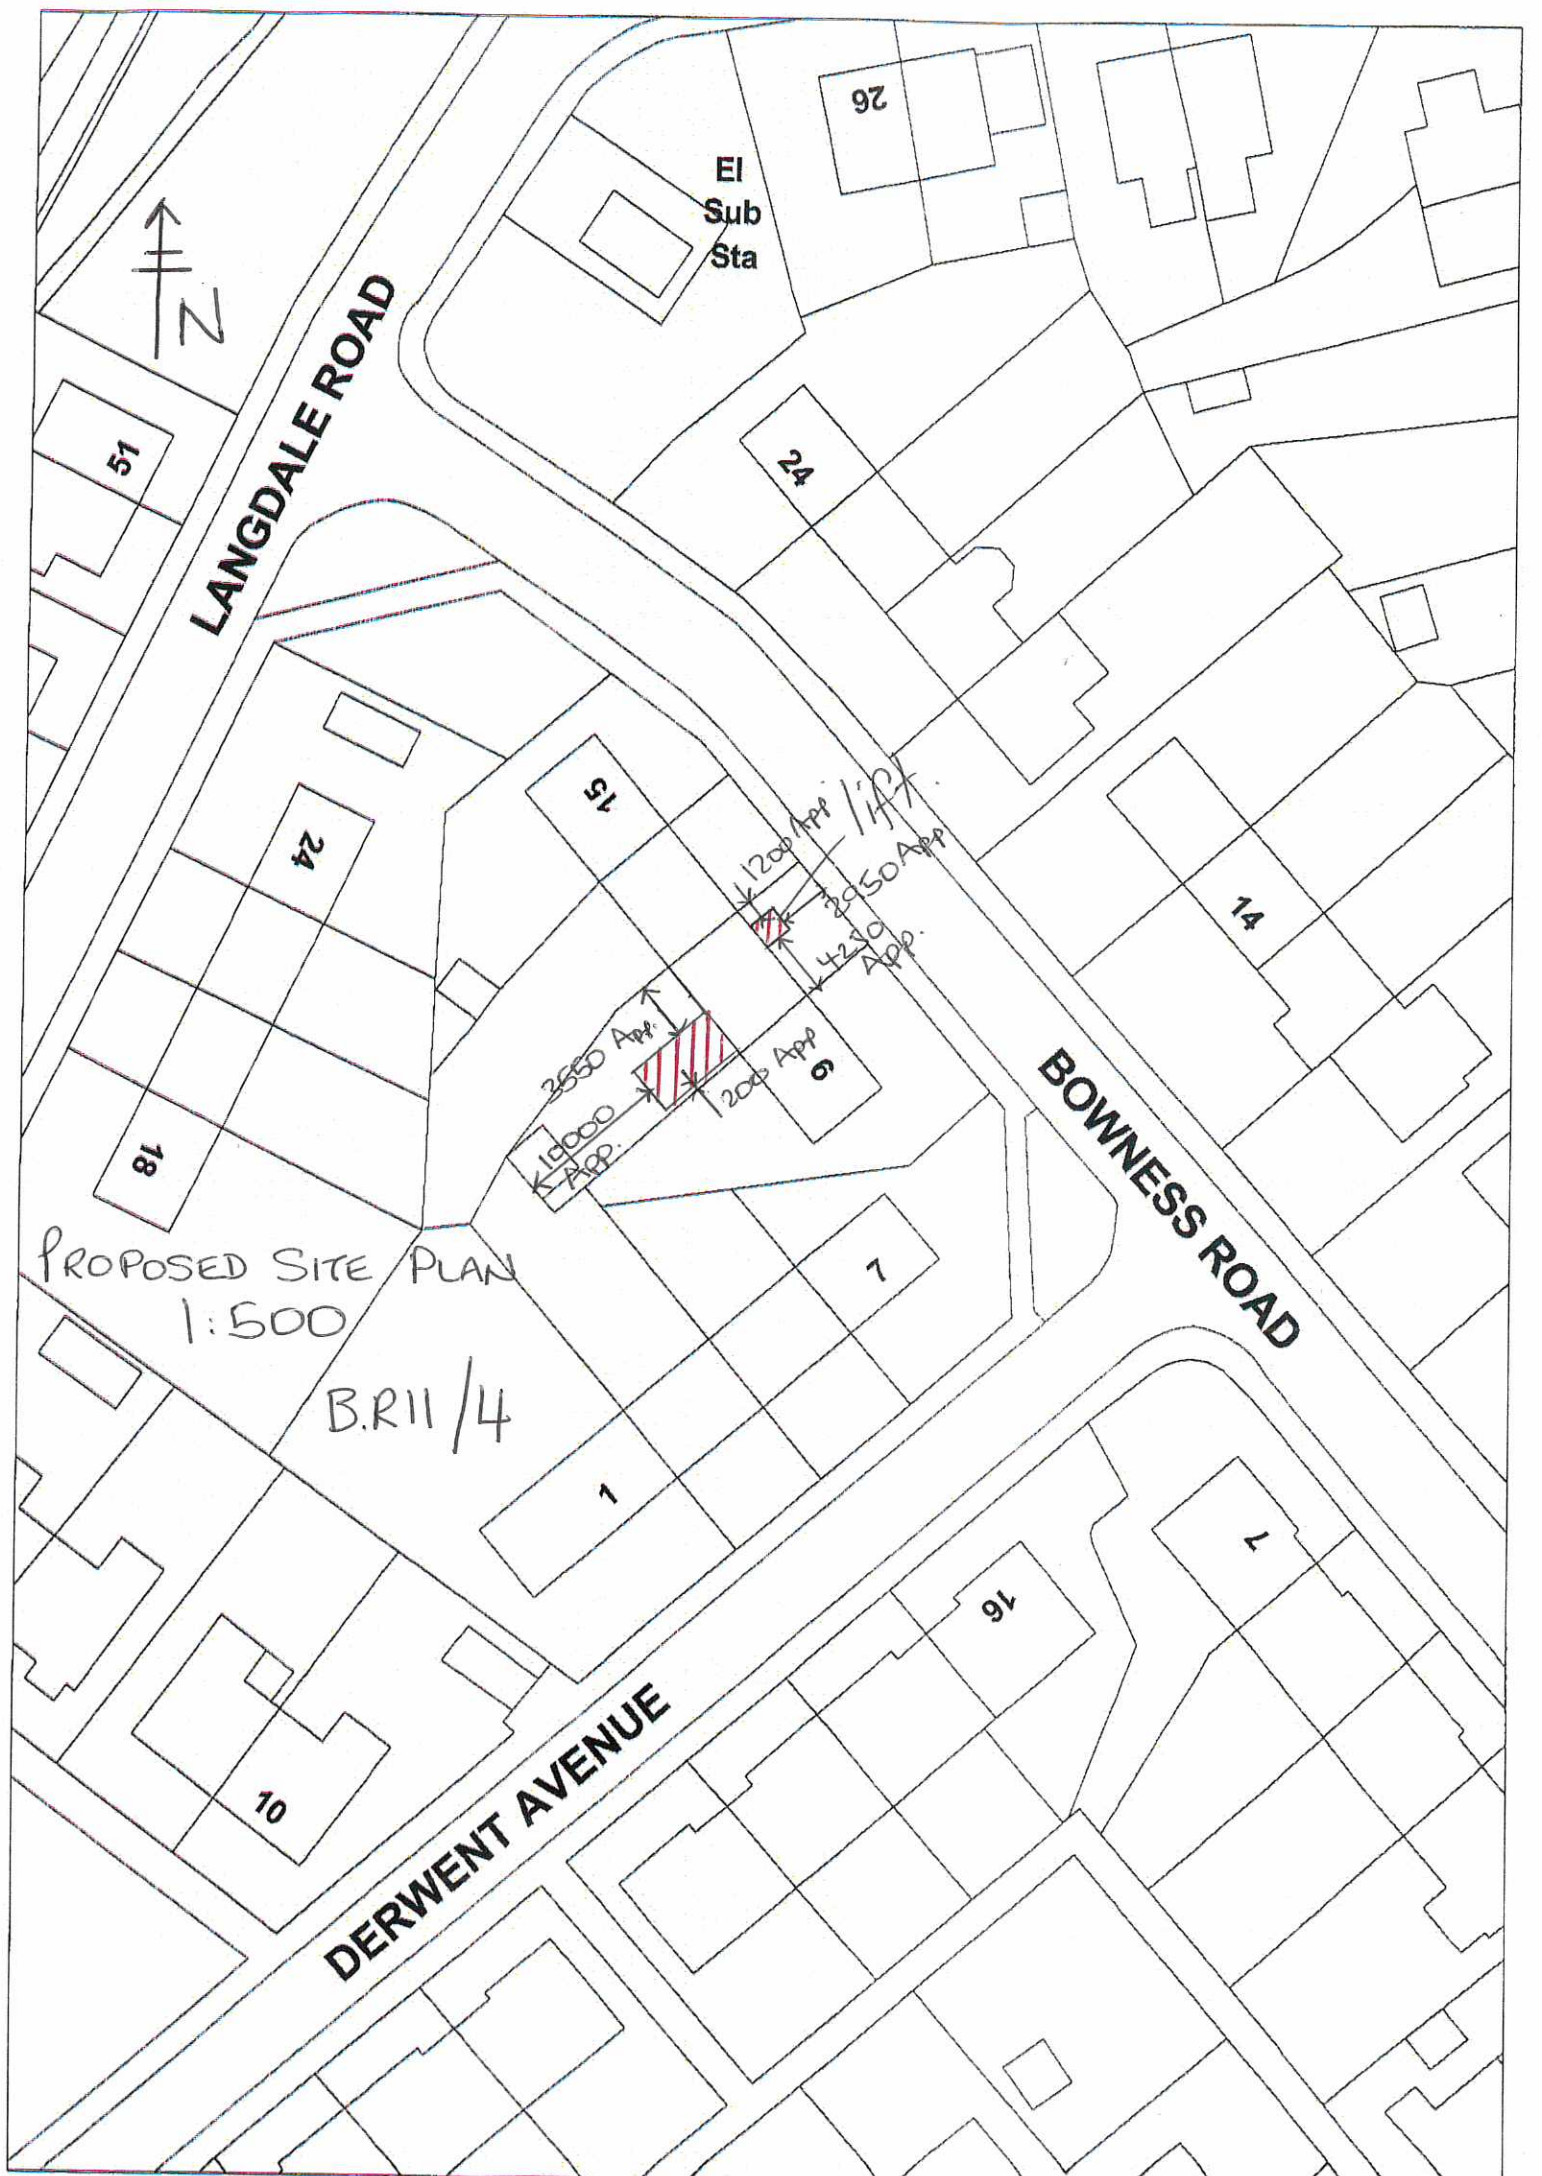 26
El
Sub
Sta
N
LANGDALE ROAD
51
24
15
24
1200 App
lift.
2950 App
14
4250
App.
3550 App.
200 App
9
10000
App.
BOWNESS ROAD
18
7
PROPOSED SITE PLAN
1:500
B.R11/4
1
7
16
DERWENT AVENUE
10